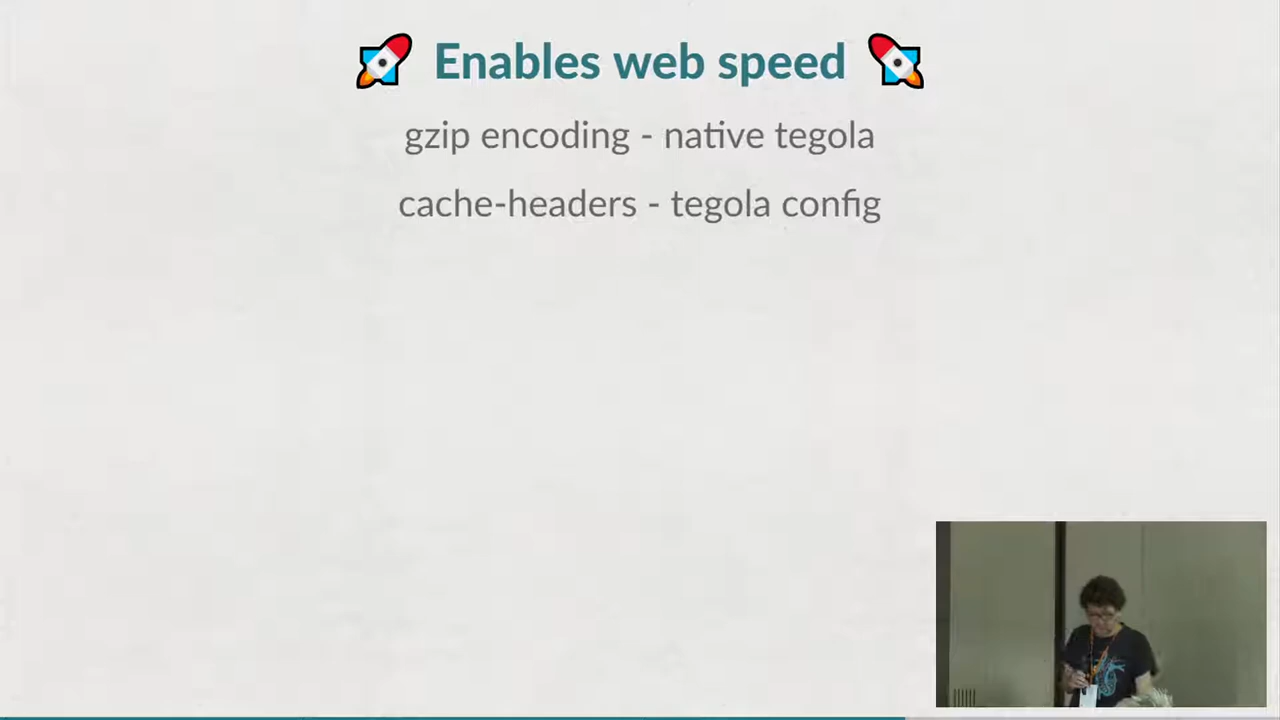 🚀 Enables web speed 🚀
gzip encoding - native tegola
cache-headers - tegola config